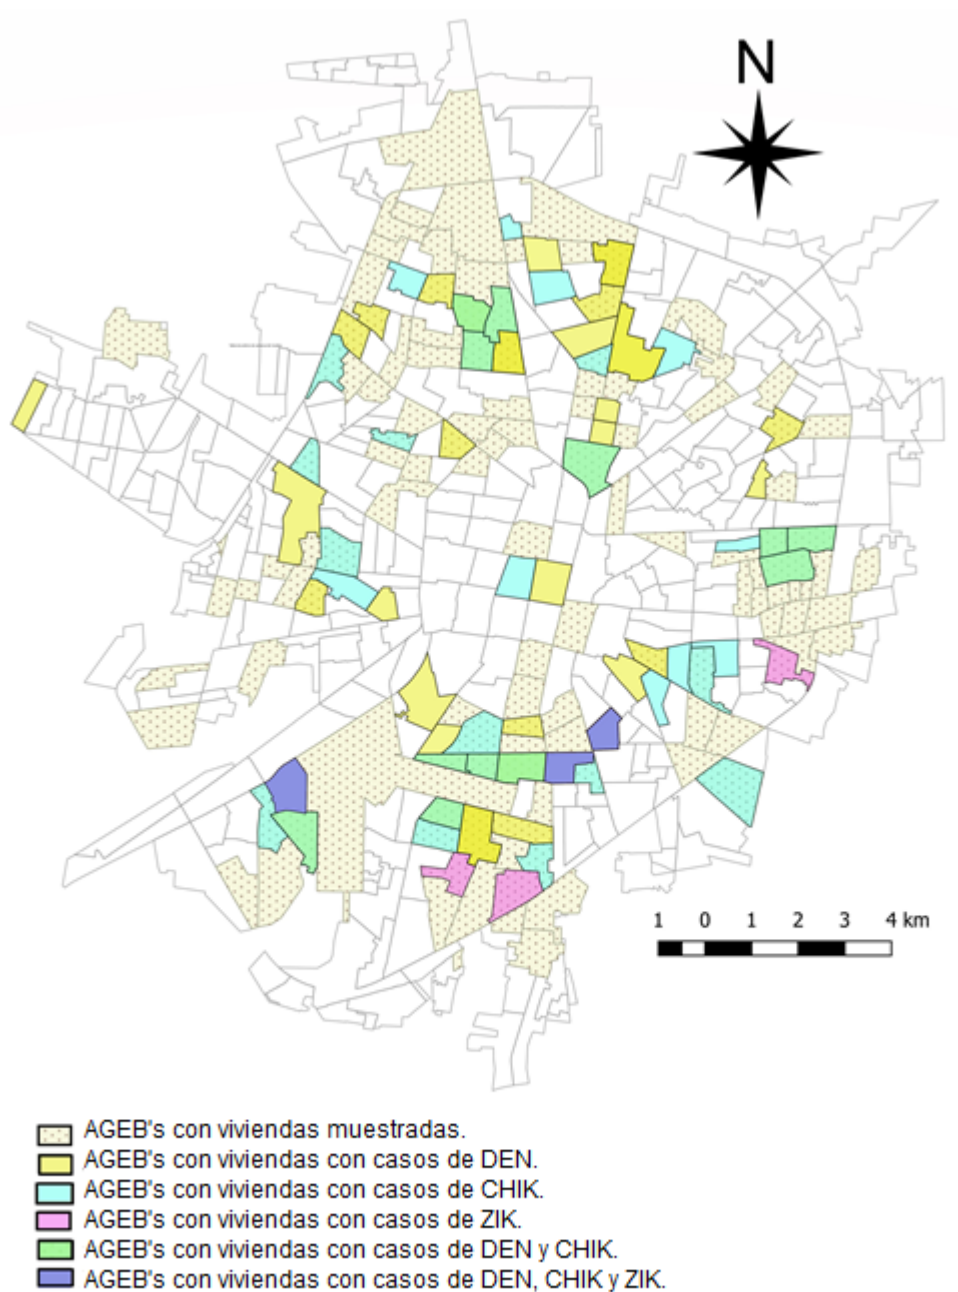 N
1 0 1 2 3 4 km
AGEB's con viviendas muestradas.
AGEB's con viviendas con casos de DEN.
AGEB's con viviendas con casos de CHIK.
AGEB's con viviendas con casos de ZIK.
AGEB's con viviendas con casos de DEN y CHIK.
AGEB's con viviendas con casos de DEN, CHIK y ZIK.